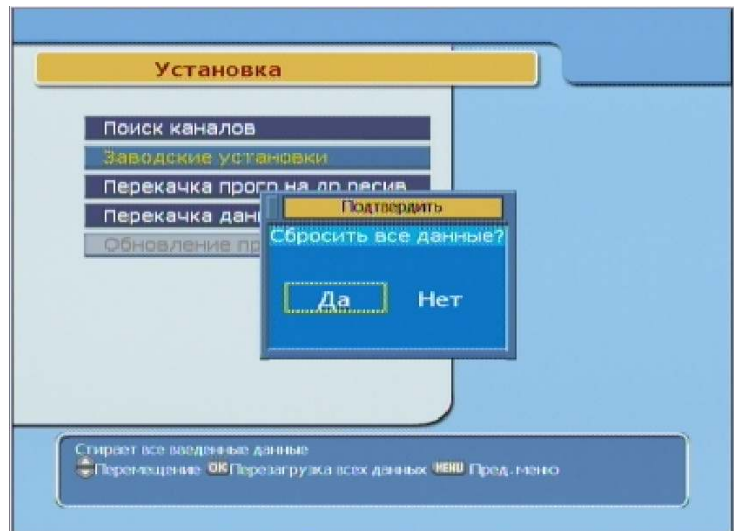 Установка
Поиск каналов
Заводские установки
Перекачка прогр на др ресив
Перекачка дан
Обновление пр
Подтвердить
Сбросить все данные?
Да Нет
Стирает все введенные данные
Перемещение OK Перезагрузка всех данных MENU Пред. меню